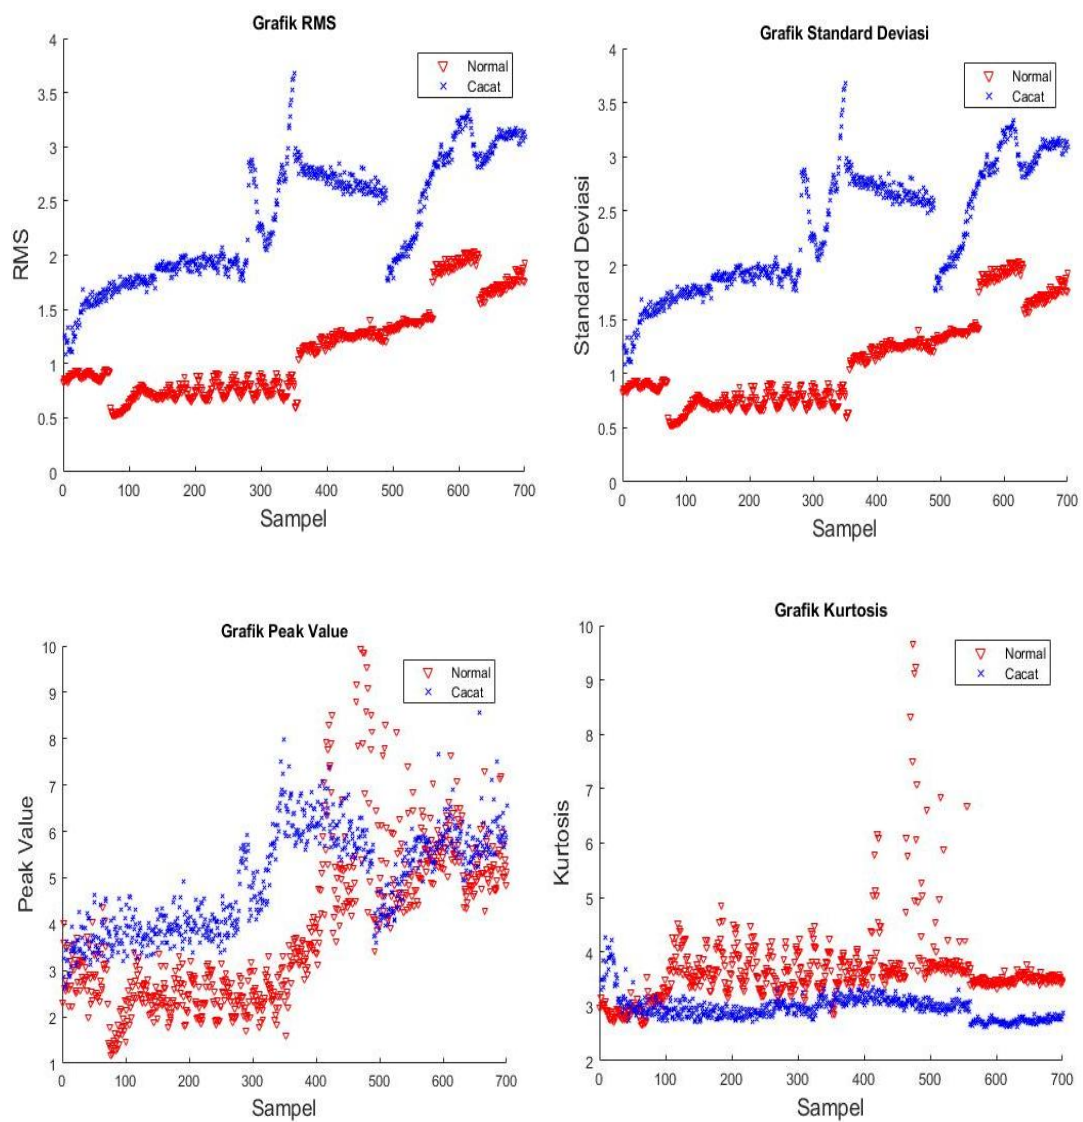 Grafik RMS
4
3.5
3
2.5
2
1.5
1
0.5
0
RMS
Normal
Cacat
0 100 200 300 400 500 600 700
Sampel
Grafik Standard Deviasi
4
3.5
3
2.5
2
1.5
1
0.5
0
Standard Deviasi
Normal
Cacat
0 100 200 300 400 500 600 700
Sampel
Grafik Peak Value
10
9
8
7
6
5
4
3
2
1
Peak Value
Normal
Cacat
0 100 200 300 400 500 600 700
Sampel
Grafik Kurtosis
10
9
8
7
6
5
4
3
2
Kurtosis
Normal
Cacat
0 100 200 300 400 500 600 700
Sampel